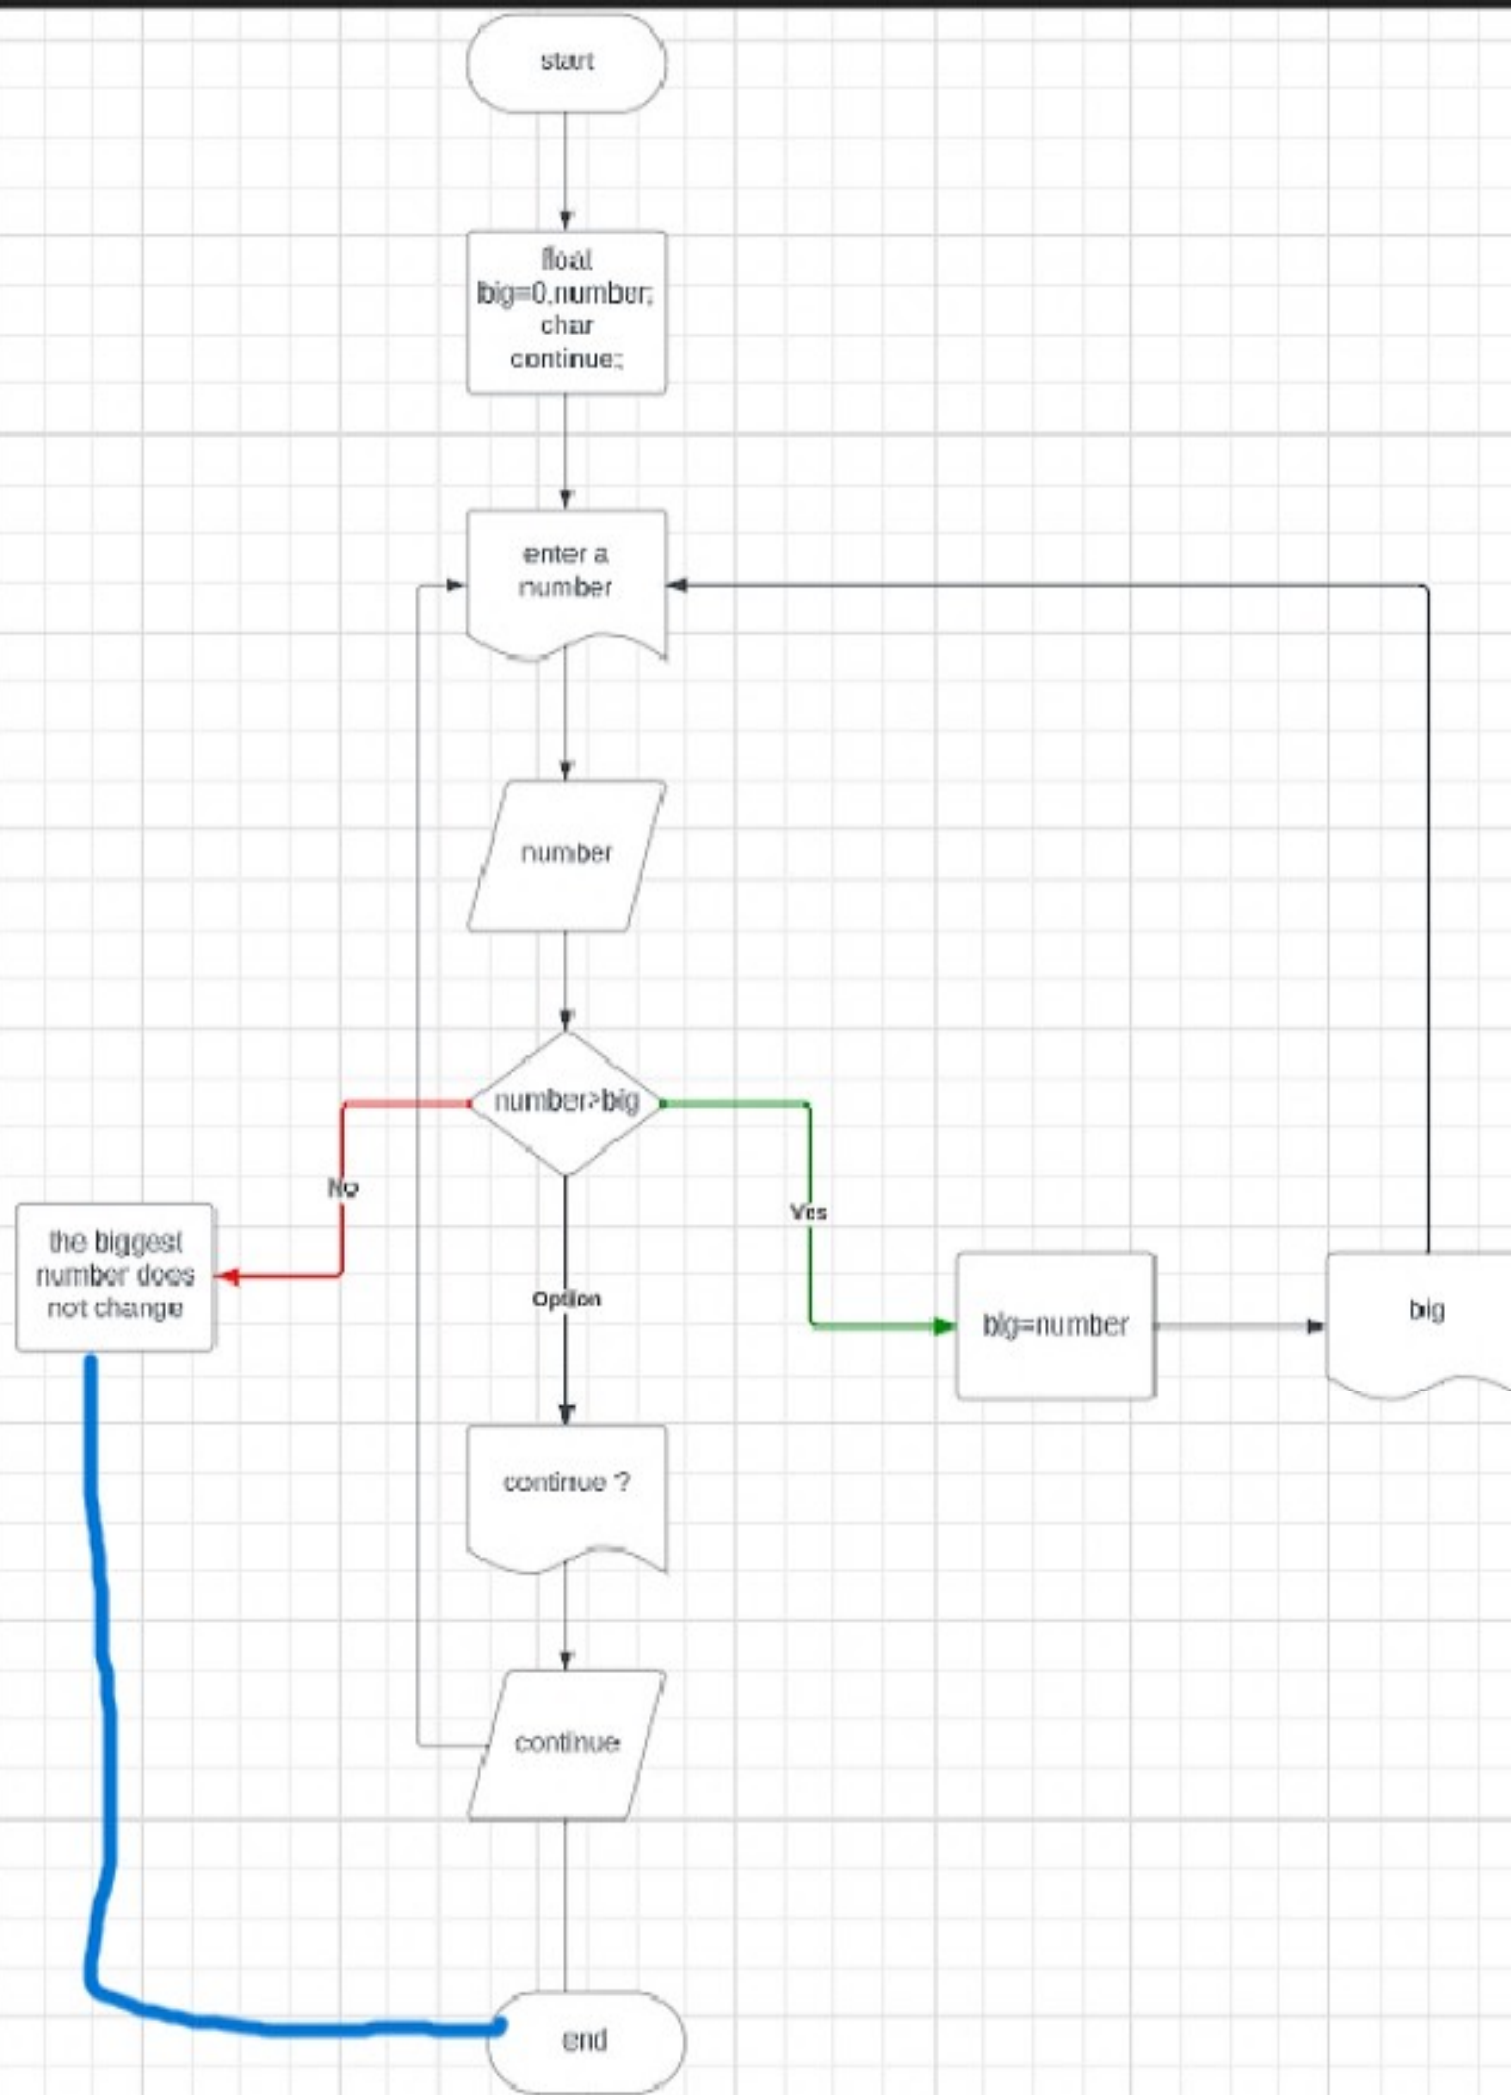 start
float
big=0,number;
char
continue;
enter a
number
number
number>big
No
Yes
the biggest
number does
not change
Option
big=number
big
continue ?
continue
end